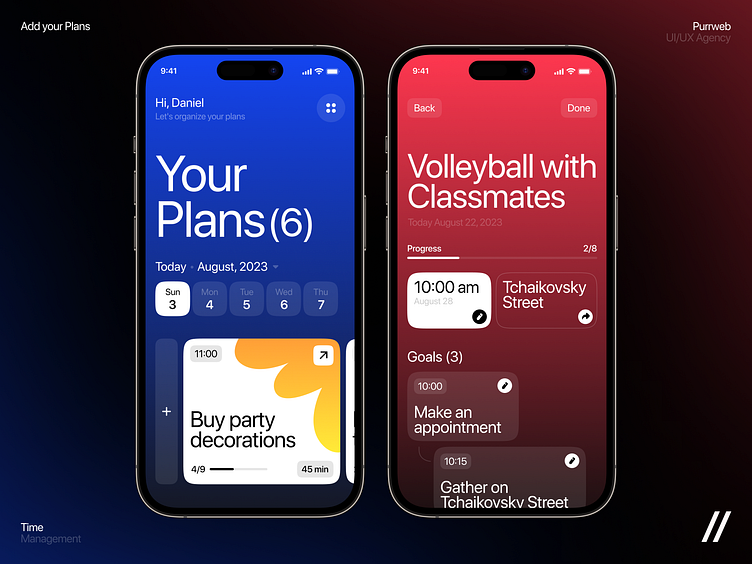 Add your Plans
Purrweb
UI/UX Agency
9:41
Hi, Daniel
Let's organize your plans
Your
Plans (6)
Today • August, 2023
Sun
3
Mon
4
Tue
5
Wed
6
Thu
7
11:00
+
Buy party
decorations
4/9
45 min
9:41
Back
Done
Volleyball with
Classmates
Today August 22, 2023
Progress
2/8
10:00 am
August 28
Tchaikovsky
Street
Goals (3)
10:00
Make an
appointment
10:15
Gather on
Tchaikovsky Street
Time
Management